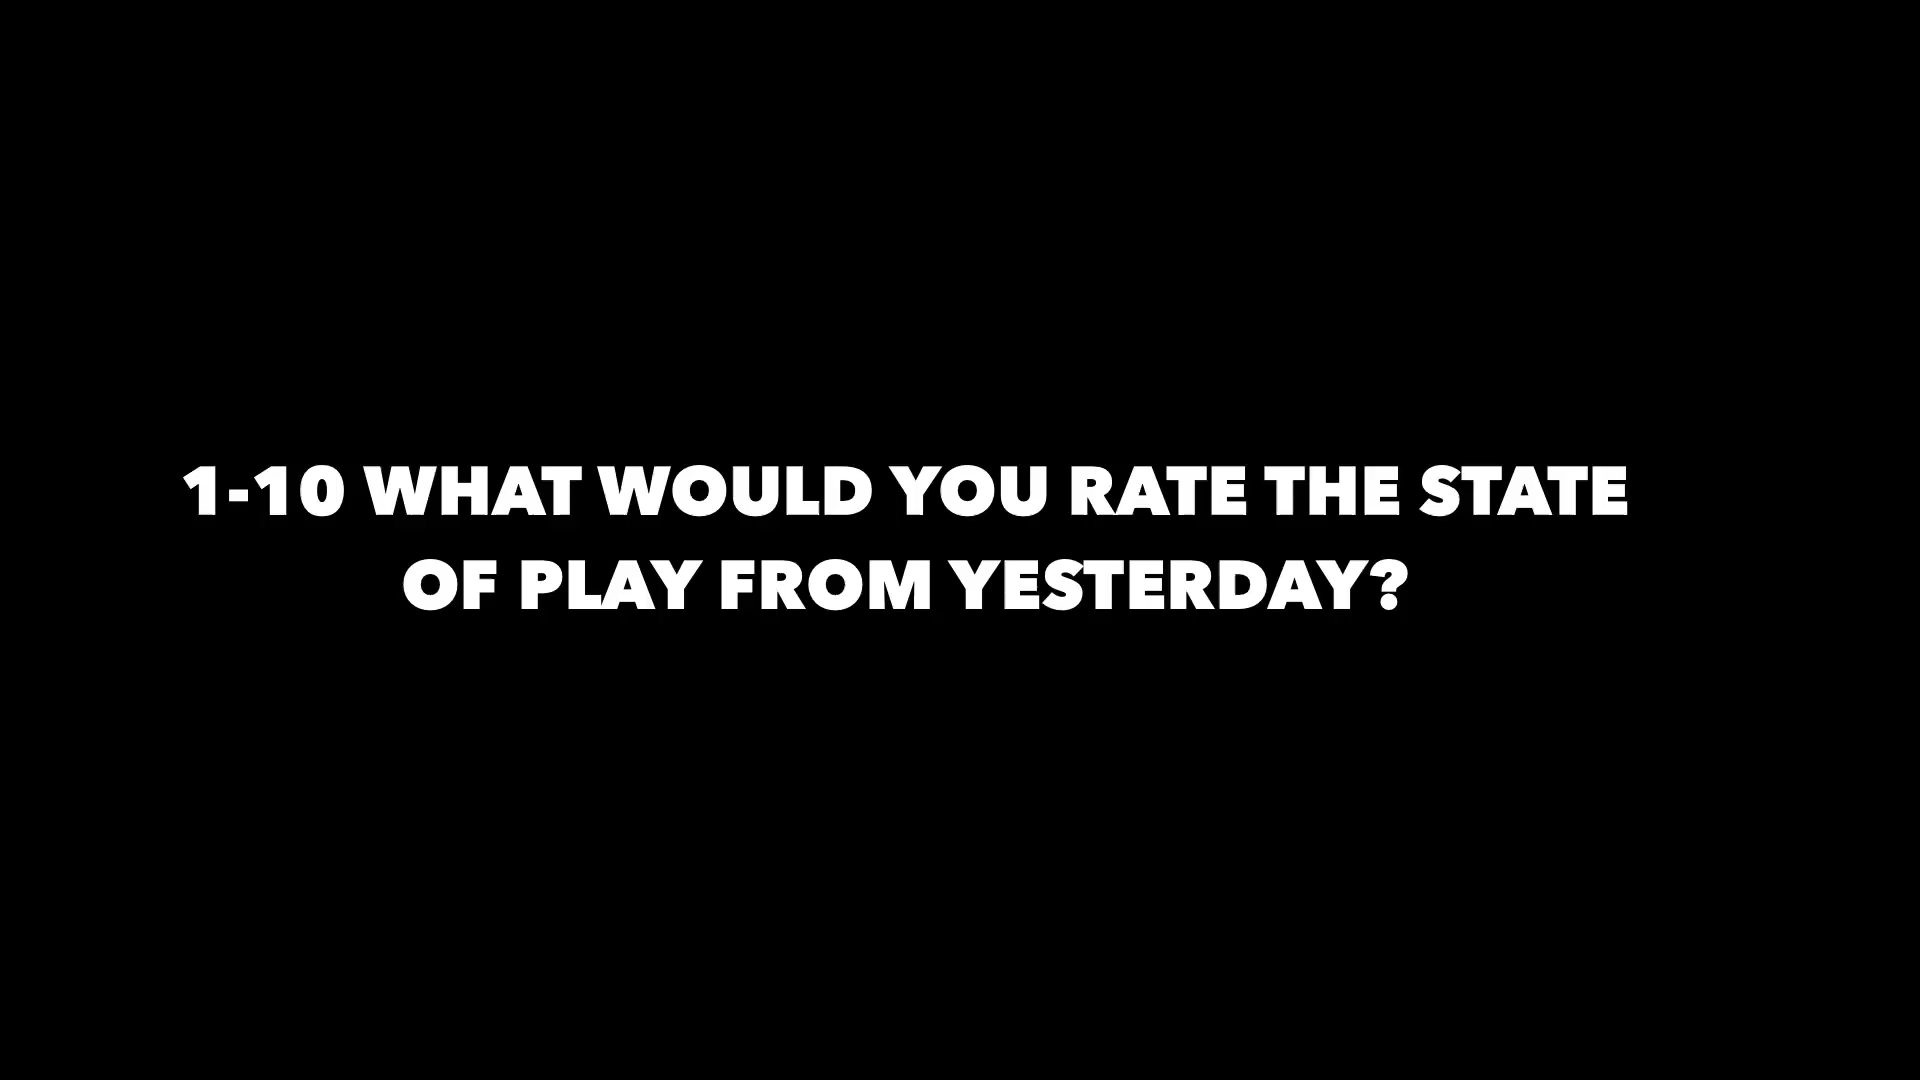 1-10 WHAT WOULD YOU RATE THE STATE
OF PLAY FROM YESTERDAY?